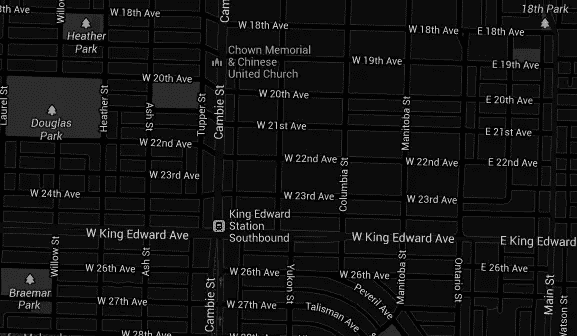 W 18th Ave
W 18th Ave
W 18th Ave
18th Park
E 18th Ave
Heather
Park
Cambie St
Chown Memorial
& Chinese
United Church
W 19th Ave
E 19th Ave
W 20th Ave
W 20th Ave
E 20th Ave
Laurel St
Heather St
Ash St
Tupper St
Manitoba St
Douglas
Park
W 21st Ave
E 21st Ave
W 22nd Ave
W 22nd Ave
W 22nd Ave
E 22nd Ave
W 23rd Ave
Columbia St
W 24th Ave
W 23rd Ave
W 23rd Ave
King Edward
Station
Southbound
W King Edward Ave
W King Edward Ave
E King Edward
Willow St
Ash St
W 26th Ave
W 26th Ave
W 26th Ave
E 26th Ave
Yukon St
Manitoba St
Ontario St
Main St
Braemar
Park
W 27th Ave
W 27th Ave
Cambie St
Peveril Ave
Talisman Ave
Watson St
W 28th Ave